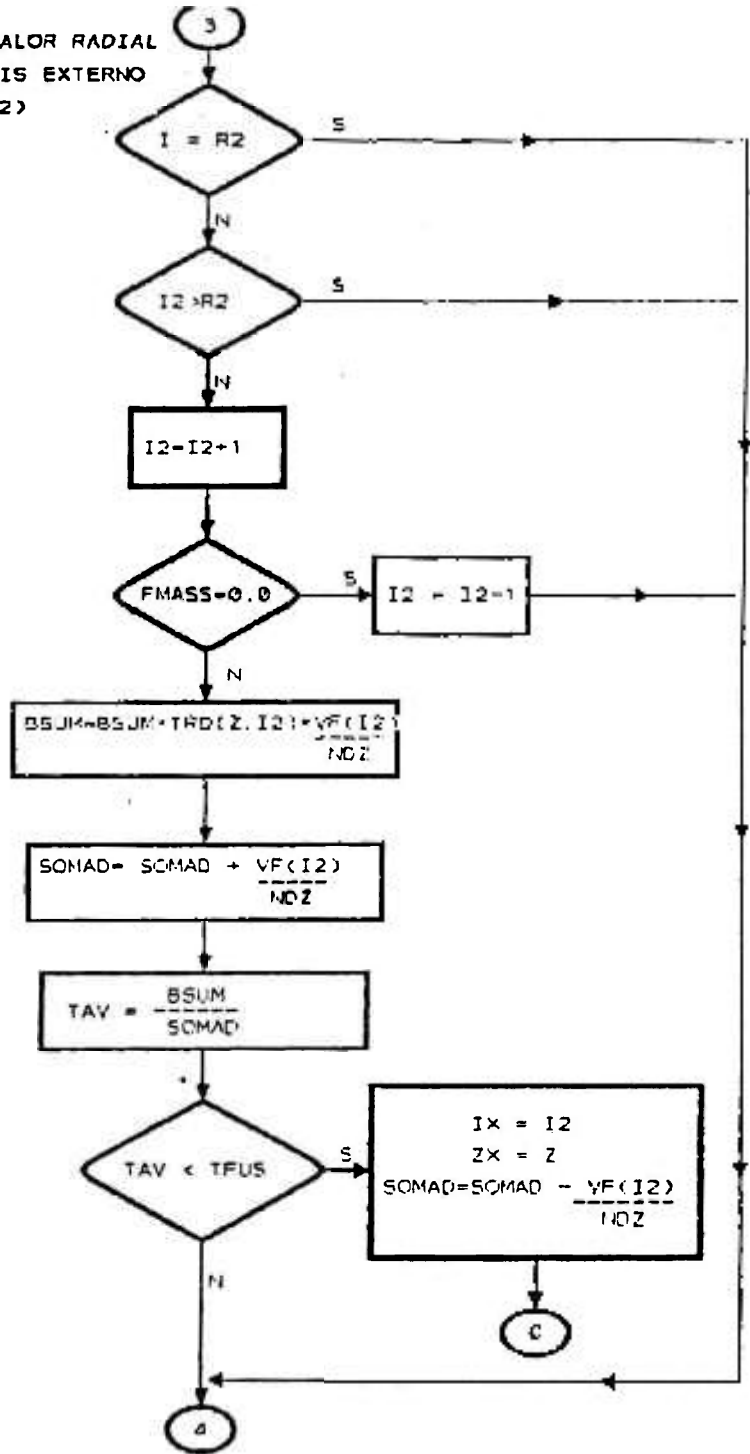 3
ALOR RADIAL
IS EXTERNO
2)
I = R2
S
N
I2>R2
S
N
I2=I2+1
FMASS=0.0
S
I2 = I2-1
N
BSUM=BSUM+TRD(Z,I2)*VF(I2)
NDZ
SOMAD= SOMAD + VF(I2)
NDZ
TAV = BSUM
SOMAD
TAV < TFUS
S
IX = I2
ZX = Z
SOMAD=SOMAD - VF(I2)
NDZ
N
C